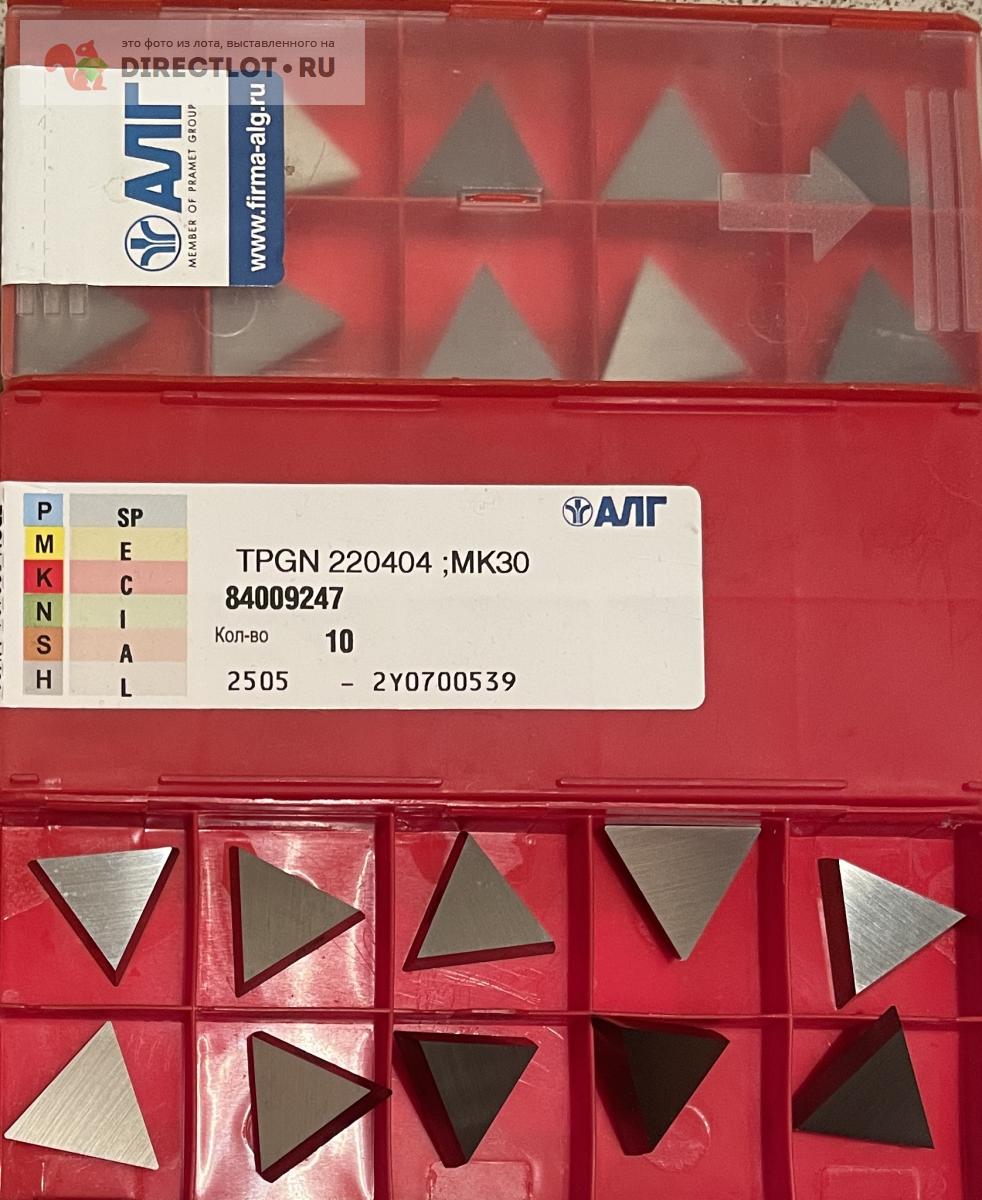 это фото из лота, выставленного на
DIRECTLOT•RU
АЛГ
MEMBER OF PRAMET GROUP
www.firma-alg.ru
P SP
M E
K C
N I
S A
H L
АЛГ
TPGN 220404 ;MK30
84009247
Кол-во 10
2505 - 2Y0700539